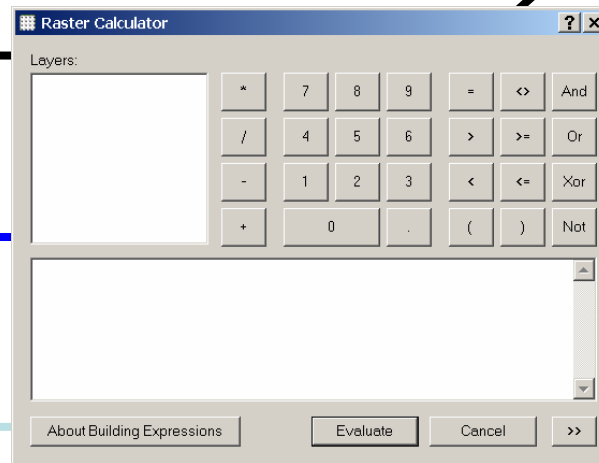 Raster Calculator ? ×
Layers:
* 7 8 9 = <> And
/ 4 5 6 > >= Or
- 1 2 3 < <= Xor
+ 0 . ( ) Not
About Building Expressions Evaluate Cancel >>